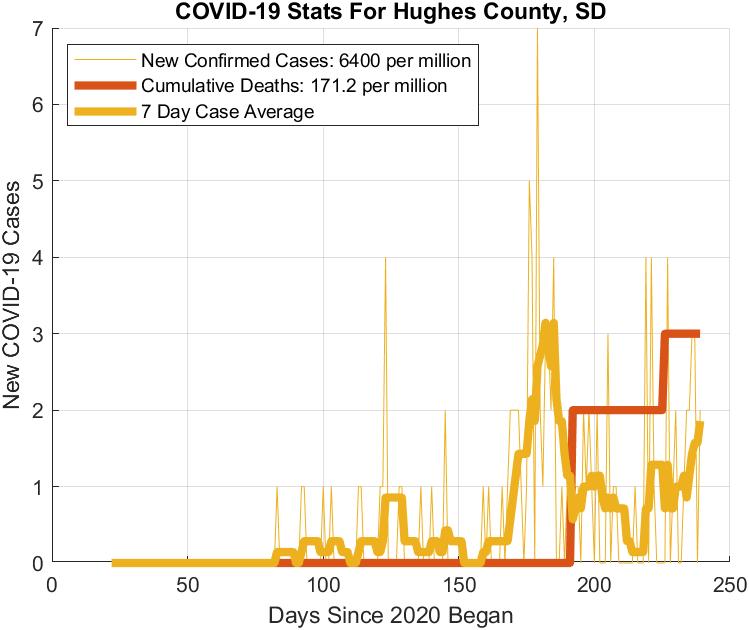 COVID-19 Stats For Hughes County, SD
New Confirmed Cases: 6400 per million
Cumulative Deaths: 171.2 per million
7 Day Case Average
New COVID-19 Cases
7
6
5
4
3
2
1
0
0 50 100 150 200 250
Days Since 2020 Began